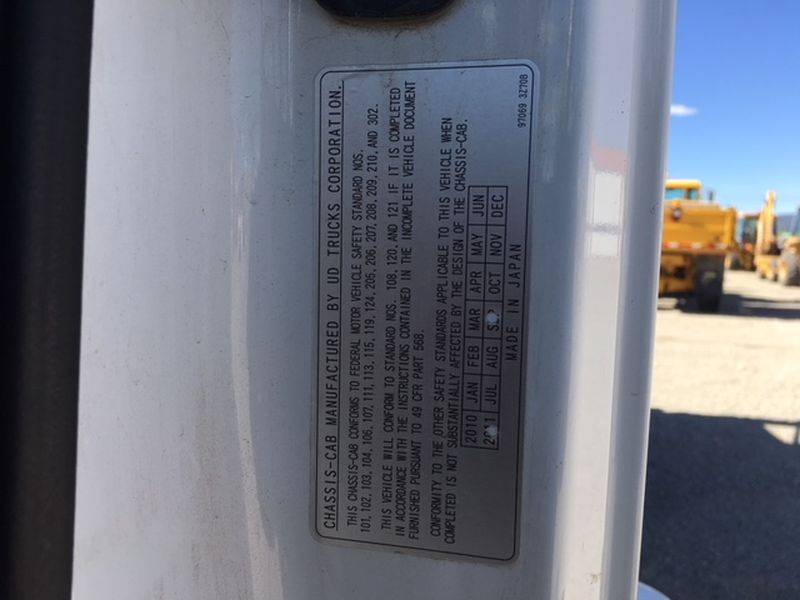 CHASSIS-CAB MANUFACTURED BY UD TRUCKS CORPORATION.
THIS CHASSIS-CAB CONFORMS TO FEDERAL MOTOR VEHICLE SAFETY STANDARD NOS.
101, 102, 103, 104, 106, 107, 111, 113, 115, 119, 124, 205, 206, 207, 208, 209, 210, AND 302.
THIS VEHICLE WILL CONFORM TO STANDARD NOS. 108, 120, AND 121 IF IT IS COMPLETED
IN ACCORDANCE WITH THE INSTRUCTIONS CONTAINED IN THE INCOMPLETE VEHICLE DOCUMENT
FURNISHED PURSUANT TO 49 CFR PART 568.
CONFORMITY TO THE OTHER SAFETY STANDARDS APPLICABLE TO THIS VEHICLE WHEN
COMPLETED IS NOT SUBSTANTIALLY AFFECTED BY THE DESIGN OF THE CHASSIS-CAB.
2010 JAN FEB MAR APR MAY JUN
2011 JUL AUG OCT NOV DEC
MADE IN JAPAN
97069 3Z70B